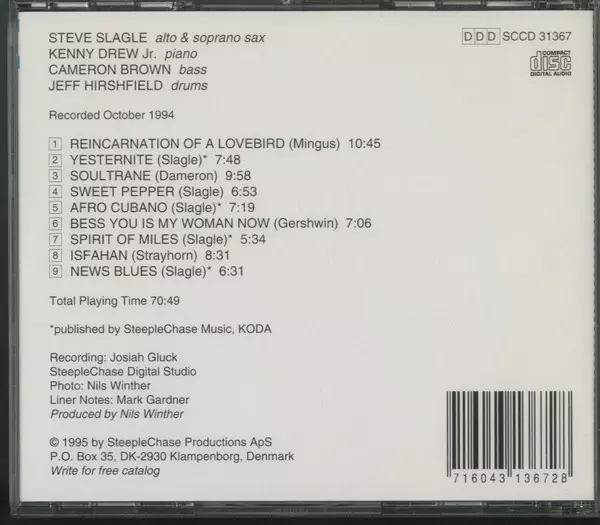 STEVE SLAGLE alto & soprano sax
KENNY DREW Jr. piano
CAMERON BROWN bass
JEFF HIRSHFIELD drums
DDD SCCD 31367
COMPACT
disc
DIGITAL AUDIO
Recorded October 1994
1 REINCARNATION OF A LOVEBIRD (Mingus) 10:45
2 YESTERNITE (Slagle)* 7:48
3 SOULTRANE (Dameron) 9:58
4 SWEET PEPPER (Slagle) 6:53
5 AFRO CUBANO (Slagle)* 7:19
6 BESS YOU IS MY WOMAN NOW (Gershwin) 7:06
7 SPIRIT OF MILES (Slagle)* 5:34
8 ISFAHAN (Strayhorn) 8:31
9 NEWS BLUES (Slagle)* 6:31
Total Playing Time 70:49
*published by SteepleChase Music, KODA
Recording: Josiah Gluck
SteepleChase Digital Studio
Photo: Nils Winther
Liner Notes: Mark Gardner
Produced by Nils Winther
© 1995 by SteepleChase Productions ApS
P.O. Box 35, DK-2930 Klampenborg, Denmark
Write for free catalog
716043 136728